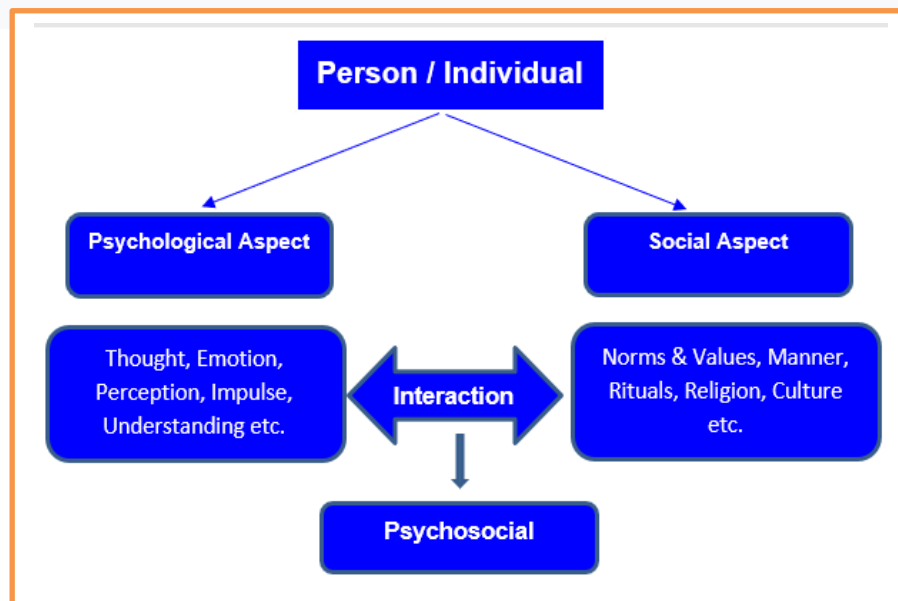 Person / Individual
Psychological Aspect
Social Aspect
Thought, Emotion,
Perception, Impulse,
Understanding etc.
Interaction
Norms & Values, Manner,
Rituals, Religion, Culture
etc.
Psychosocial